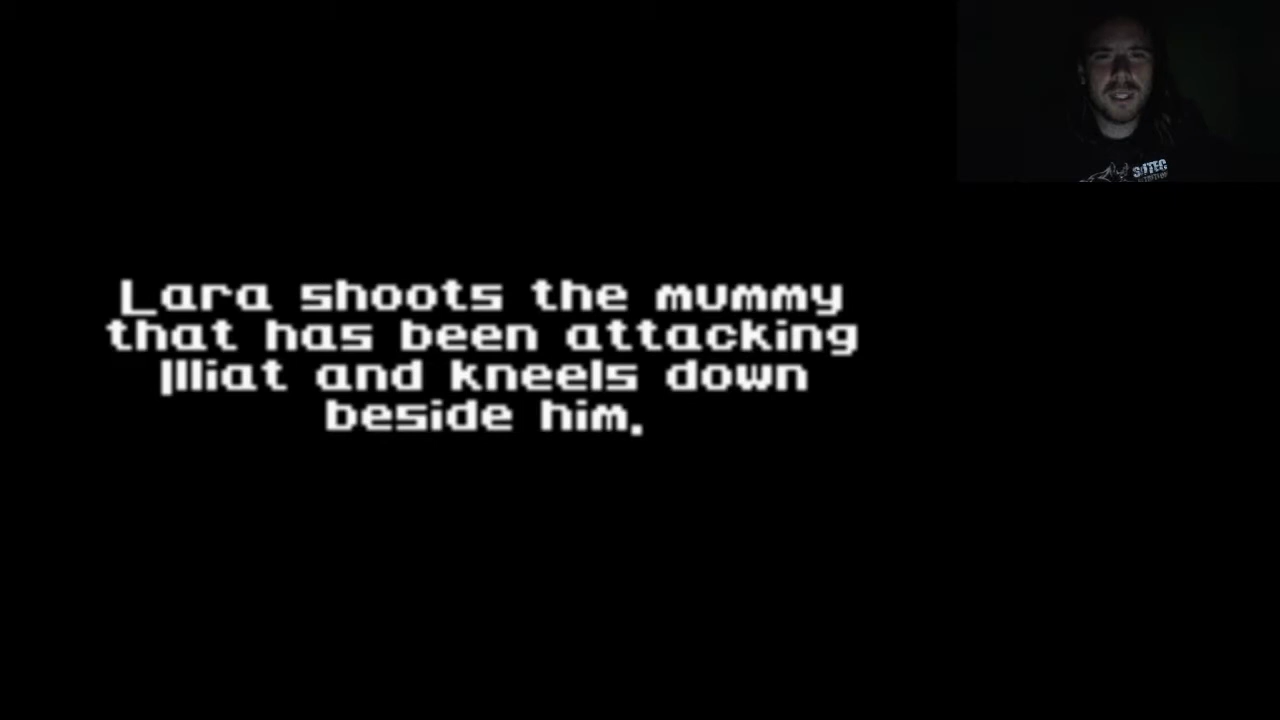 Lara shoots the mummy
that has been attacking
Illiat and kneels down
beside him.